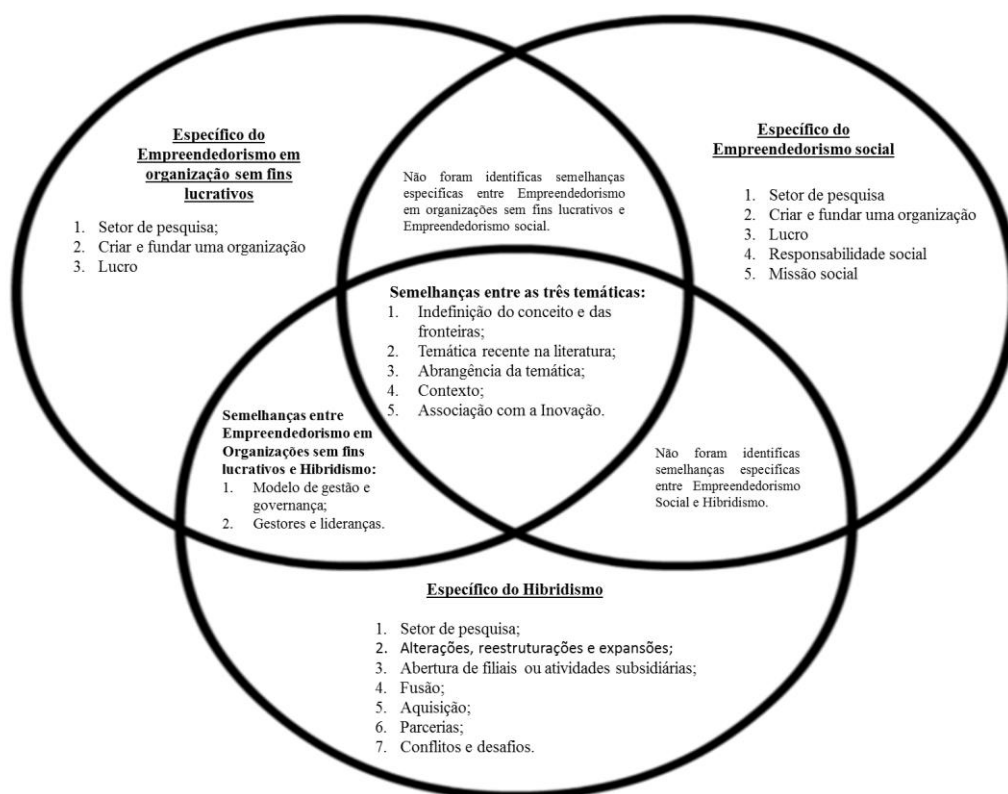 Específico do
Empreendedorismo em
organização sem fins
lucrativos
1. Setor de pesquisa;
2. Criar e fundar uma organização
3. Lucro
Não foram identificas semelhanças
especificas entre Empreendedorismo
em organizações sem fins lucrativos e
Empreendedorismo social.
Específico do
Empreendedorismo social
1. Setor de pesquisa
2. Criar e fundar uma organização
3. Lucro
4. Responsabilidade social
5. Missão social
Semelhanças entre as três temáticas:
1. Indefinição do conceito e das
fronteiras;
2. Temática recente na literatura;
3. Abrangência da temática;
4. Contexto;
5. Associação com a Inovação.
Semelhanças entre
Empreendedorismo em
Organizações sem fins
lucrativos e Hibridismo:
1. Modelo de gestão e
governança;
2. Gestores e lideranças.
Não foram identificas
semelhanças especificas
entre Empreendedorismo
Social e Hibridismo.
Específico do Hibridismo
1. Setor de pesquisa;
2. Alterações, reestruturações e expansões;
3. Abertura de filiais ou atividades subsidiárias;
4. Fusão;
5. Aquisição;
6. Parcerias;
7. Conflitos e desafios.